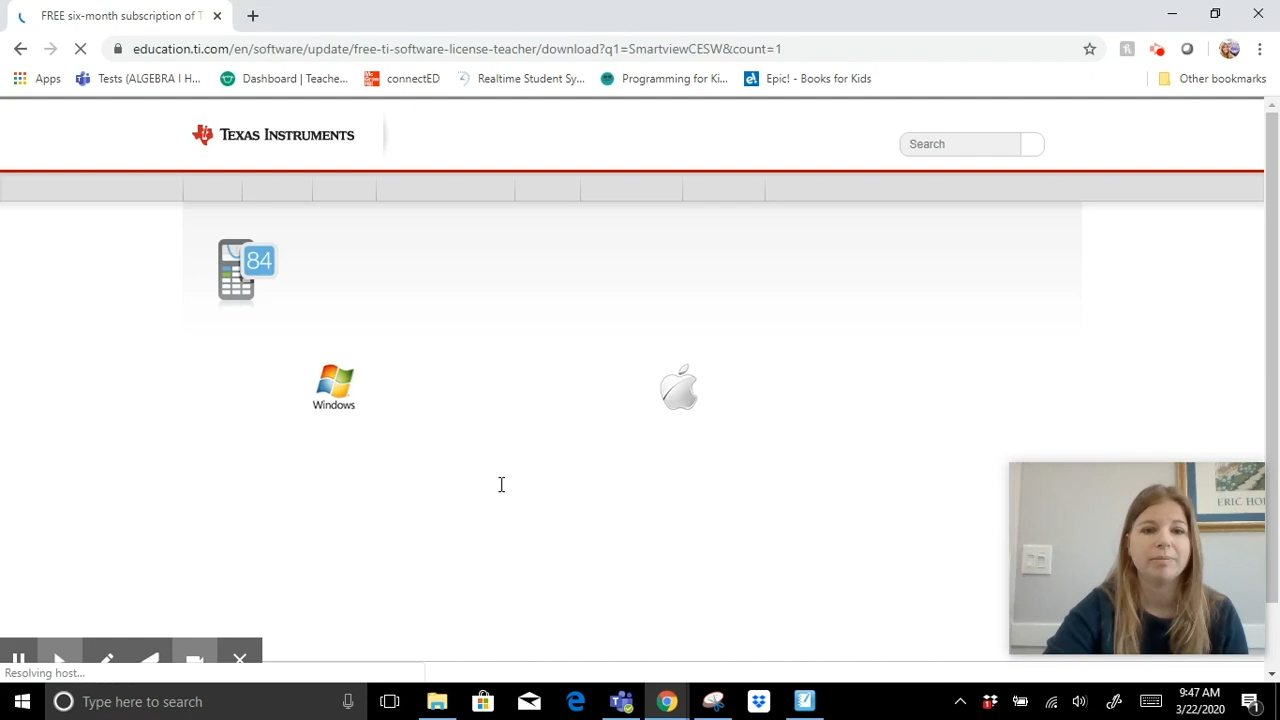 FREE six-month subscription of T
education.ti.com/en/software/update/free-ti-software-license-teacher/download?q1=SmartviewCESW&count=1
Apps
Tests (ALGEBRA I H...
Dashboard | Teache...
connectED
Realtime Student Sy...
Programming for Ki...
Epic! - Books for Kids
Other bookmarks
TEXAS INSTRUMENTS
Search
84
Windows
ERIC HO
Resolving host...
Type here to search
9:47 AM
3/22/2020